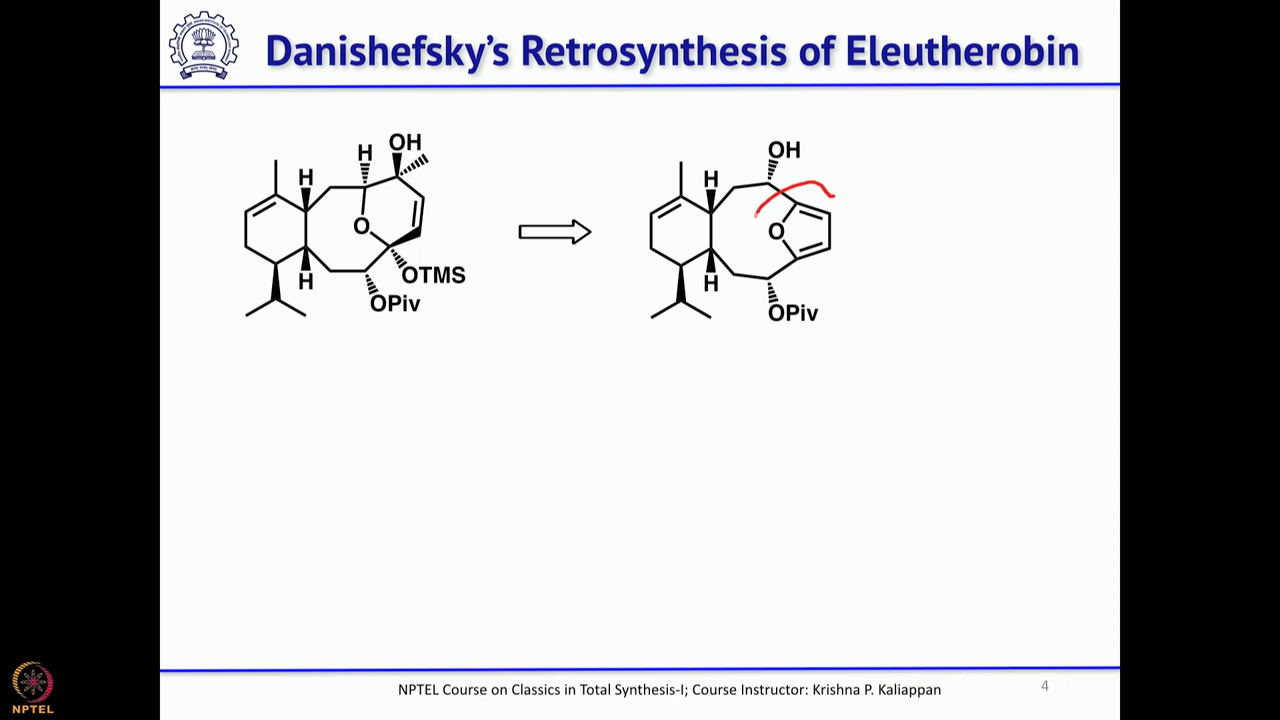 Danishefsky's Retrosynthesis of Eleutherobin
H OH
H
O
OTMS
H
OPiv
OH
H
O
H
OPiv
NPTEL Course on Classics in Total Synthesis-I; Course Instructor: Krishna P. Kaliappan
4
NPTEL